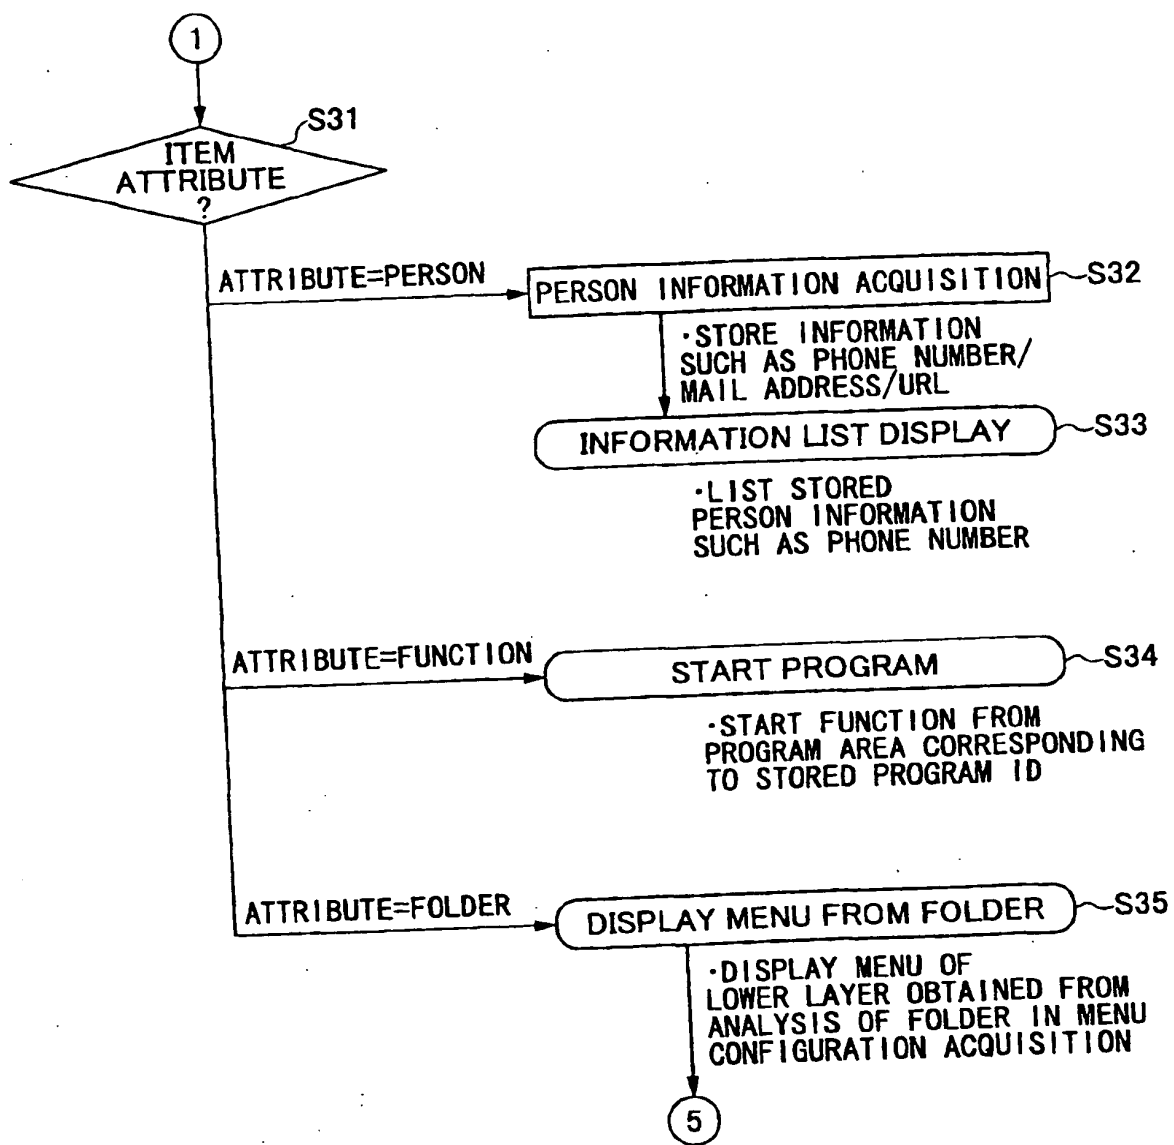 1
S31
ITEM
ATTRIBUTE
?
ATTRIBUTE=PERSON
PERSON INFORMATION ACQUISITION
S32
·STORE INFORMATION
SUCH AS PHONE NUMBER/
MAIL ADDRESS/URL
INFORMATION LIST DISPLAY
S33
·LIST STORED
PERSON INFORMATION
SUCH AS PHONE NUMBER
ATTRIBUTE=FUNCTION
START PROGRAM
S34
·START FUNCTION FROM
PROGRAM AREA CORRESPONDING
TO STORED PROGRAM ID
ATTRIBUTE=FOLDER
DISPLAY MENU FROM FOLDER
S35
·DISPLAY MENU OF
LOWER LAYER OBTAINED FROM
ANALYSIS OF FOLDER IN MENU
CONFIGURATION ACQUISITION
5